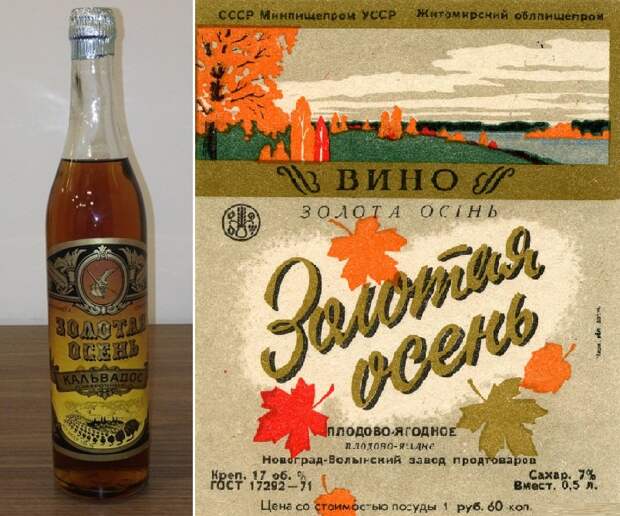 ЗОЛОТАЯ
ОСЕНЬ
КАЛЬВАДОС
СССР Минпищепром УССР Житомирский облпищепром
ВИНО
ЗОЛОТА ОСІНЬ
Золотая
осень
ПЛОДОВО-ЯГОДНОЕ
ПЛОДОВО-ЯГІДНЕ
Новоград-Волынский завод продтоваров
Креп. 17 об. % Сахар. 7%
ГОСТ 17292—71 Вмест. 0,5 л.
Цена со стоимостью посуды 1 руб. 60 коп.